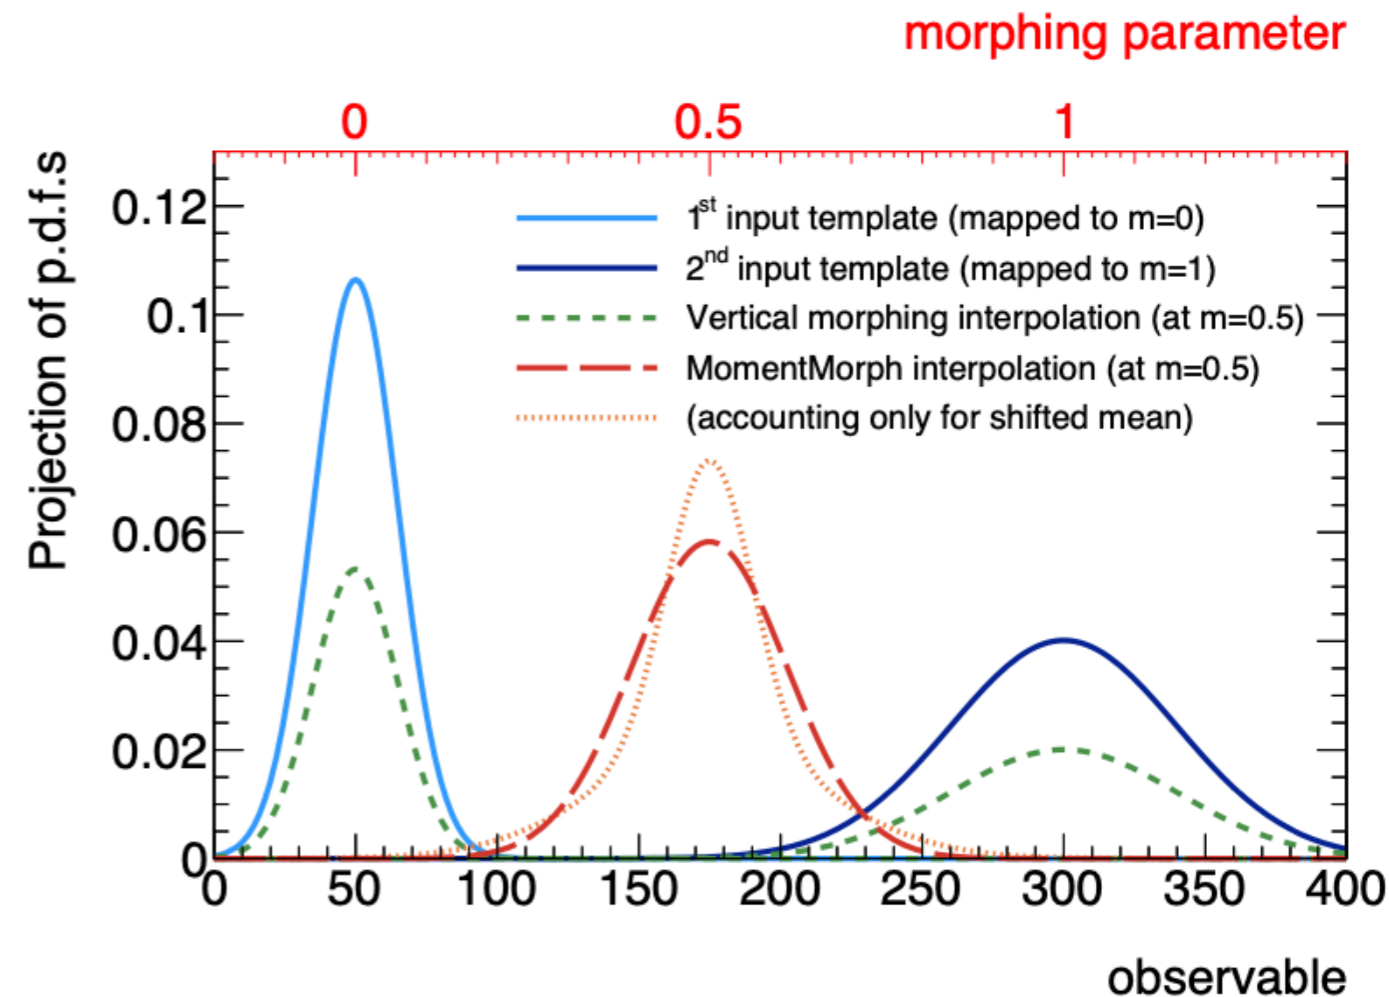 morphing parameter
0 0.5 1
Projection of p.d.f.s
0.12
0.1
0.08
0.06
0.04
0.02
0
1st input template (mapped to m=0)
2nd input template (mapped to m=1)
Vertical morphing interpolation (at m=0.5)
MomentMorph interpolation (at m=0.5)
(accounting only for shifted mean)
0 50 100 150 200 250 300 350 400
observable